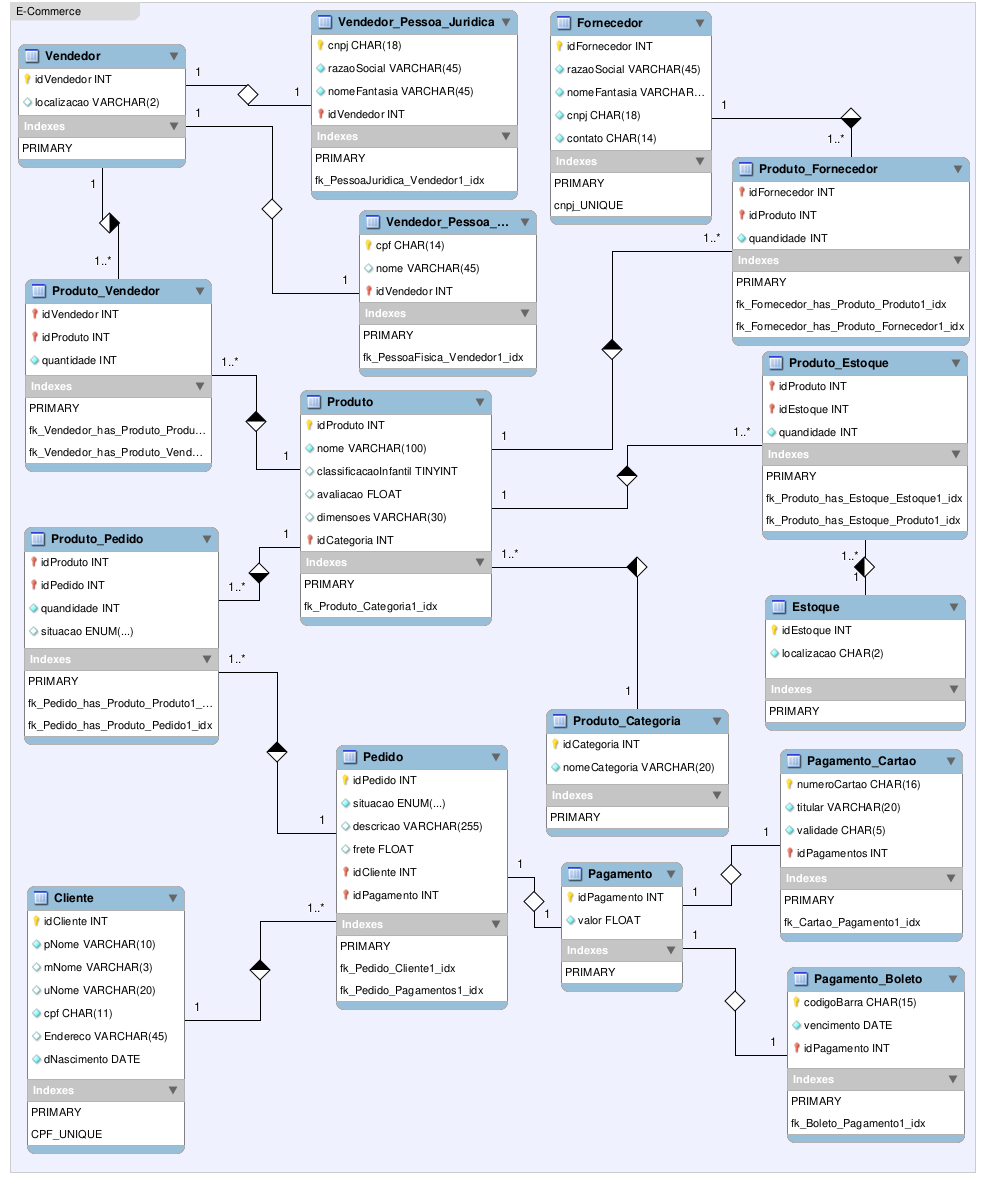 E-Commerce
Vendedor
idVendedor INT
localizacao VARCHAR(2)
Indexes
PRIMARY
1
1
1
1..*
1
1
Vendedor_Pessoa_Juridica
cnpj CHAR(18)
razaoSocial VARCHAR(45)
nomeFantasia VARCHAR(45)
idVendedor INT
Indexes
PRIMARY
fk_PessoaJuridica_Vendedor1_idx
Vendedor_Pessoa_...
cpf CHAR(14)
nome VARCHAR(45)
idVendedor INT
Indexes
PRIMARY
fk_PessoaFisica_Vendedor1_idx
Fornecedor
idFornecedor INT
razaoSocial VARCHAR(45)
nomeFantasia VARCHAR...
cnpj CHAR(18)
contato CHAR(14)
Indexes
PRIMARY
cnpj_UNIQUE
1
1..*
Produto_Fornecedor
idFornecedor INT
idProduto INT
quandidade INT
Indexes
PRIMARY
fk_Fornecedor_has_Produto_Produto1_idx
fk_Fornecedor_has_Produto_Fornecedor1_idx
1..*
Produto_Vendedor
idVendedor INT
idProduto INT
quantidade INT
Indexes
PRIMARY
fk_Vendedor_has_Produto_Produ...
fk_Vendedor_has_Produto_Vend...
1..*
1
Produto
idProduto INT
nome VARCHAR(100)
classificacaoInfantil TINYINT
avaliacao FLOAT
dimensoes VARCHAR(30)
idCategoria INT
Indexes
PRIMARY
fk_Produto_Categoria1_idx
1
1
1..*
1..*
Produto_Estoque
idProduto INT
idEstoque INT
quandidade INT
Indexes
PRIMARY
fk_Produto_has_Estoque_Estoque1_idx
fk_Produto_has_Estoque_Produto1_idx
1..*
1
Estoque
idEstoque INT
localizacao CHAR(2)
Indexes
PRIMARY
Produto_Pedido
idProduto INT
idPedido INT
quandidade INT
situacao ENUM(...)
Indexes
PRIMARY
fk_Pedido_has_Produto_Produto1_...
fk_Pedido_has_Produto_Pedido1_idx
1
1..*
1..*
1
1
Produto_Categoria
idCategoria INT
nomeCategoria VARCHAR(20)
Indexes
PRIMARY
Pedido
idPedido INT
situacao ENUM(...)
descricao VARCHAR(255)
frete FLOAT
idCliente INT
idPagamento INT
Indexes
PRIMARY
fk_Pedido_Cliente1_idx
fk_Pedido_Pagamentos1_idx
1
1
Pagamento
idPagamento INT
valor FLOAT
Indexes
PRIMARY
1
1
1
1
Pagamento_Cartao
numeroCartao CHAR(16)
titular VARCHAR(20)
validade CHAR(5)
idPagamentos INT
Indexes
PRIMARY
fk_Cartao_Pagamento1_idx
Pagamento_Boleto
codigoBarra CHAR(15)
vencimento DATE
idPagamento INT
Indexes
PRIMARY
fk_Boleto_Pagamento1_idx
Cliente
idCliente INT
pNome VARCHAR(10)
mNome VARCHAR(3)
uNome VARCHAR(20)
cpf CHAR(11)
Endereco VARCHAR(45)
dNascimento DATE
Indexes
PRIMARY
CPF_UNIQUE
1..*
1